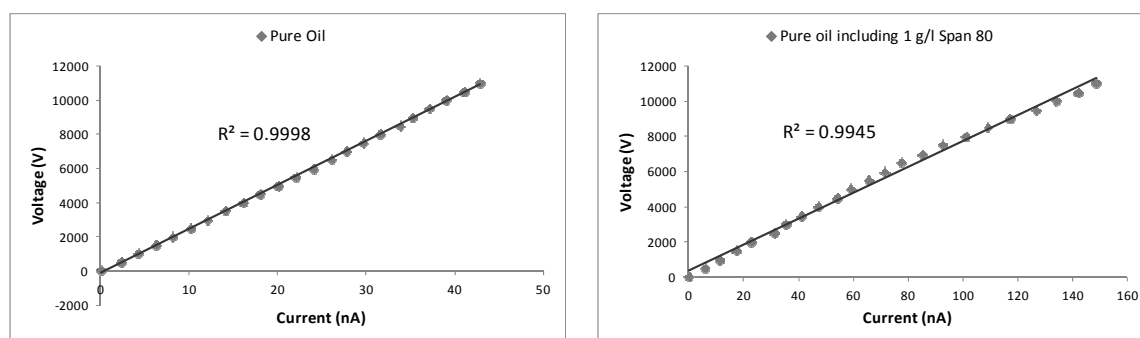 Pure Oil
12000
10000
8000
6000
4000
2000
0
-2000
Voltage (V)
R² = 0.9998
0 10 20 30 40 50
Current (nA)
Pure oil including 1 g/l Span 80
12000
10000
8000
6000
4000
2000
0
Voltage (V)
R² = 0.9945
0 20 40 60 80 100 120 140 160
Current (nA)